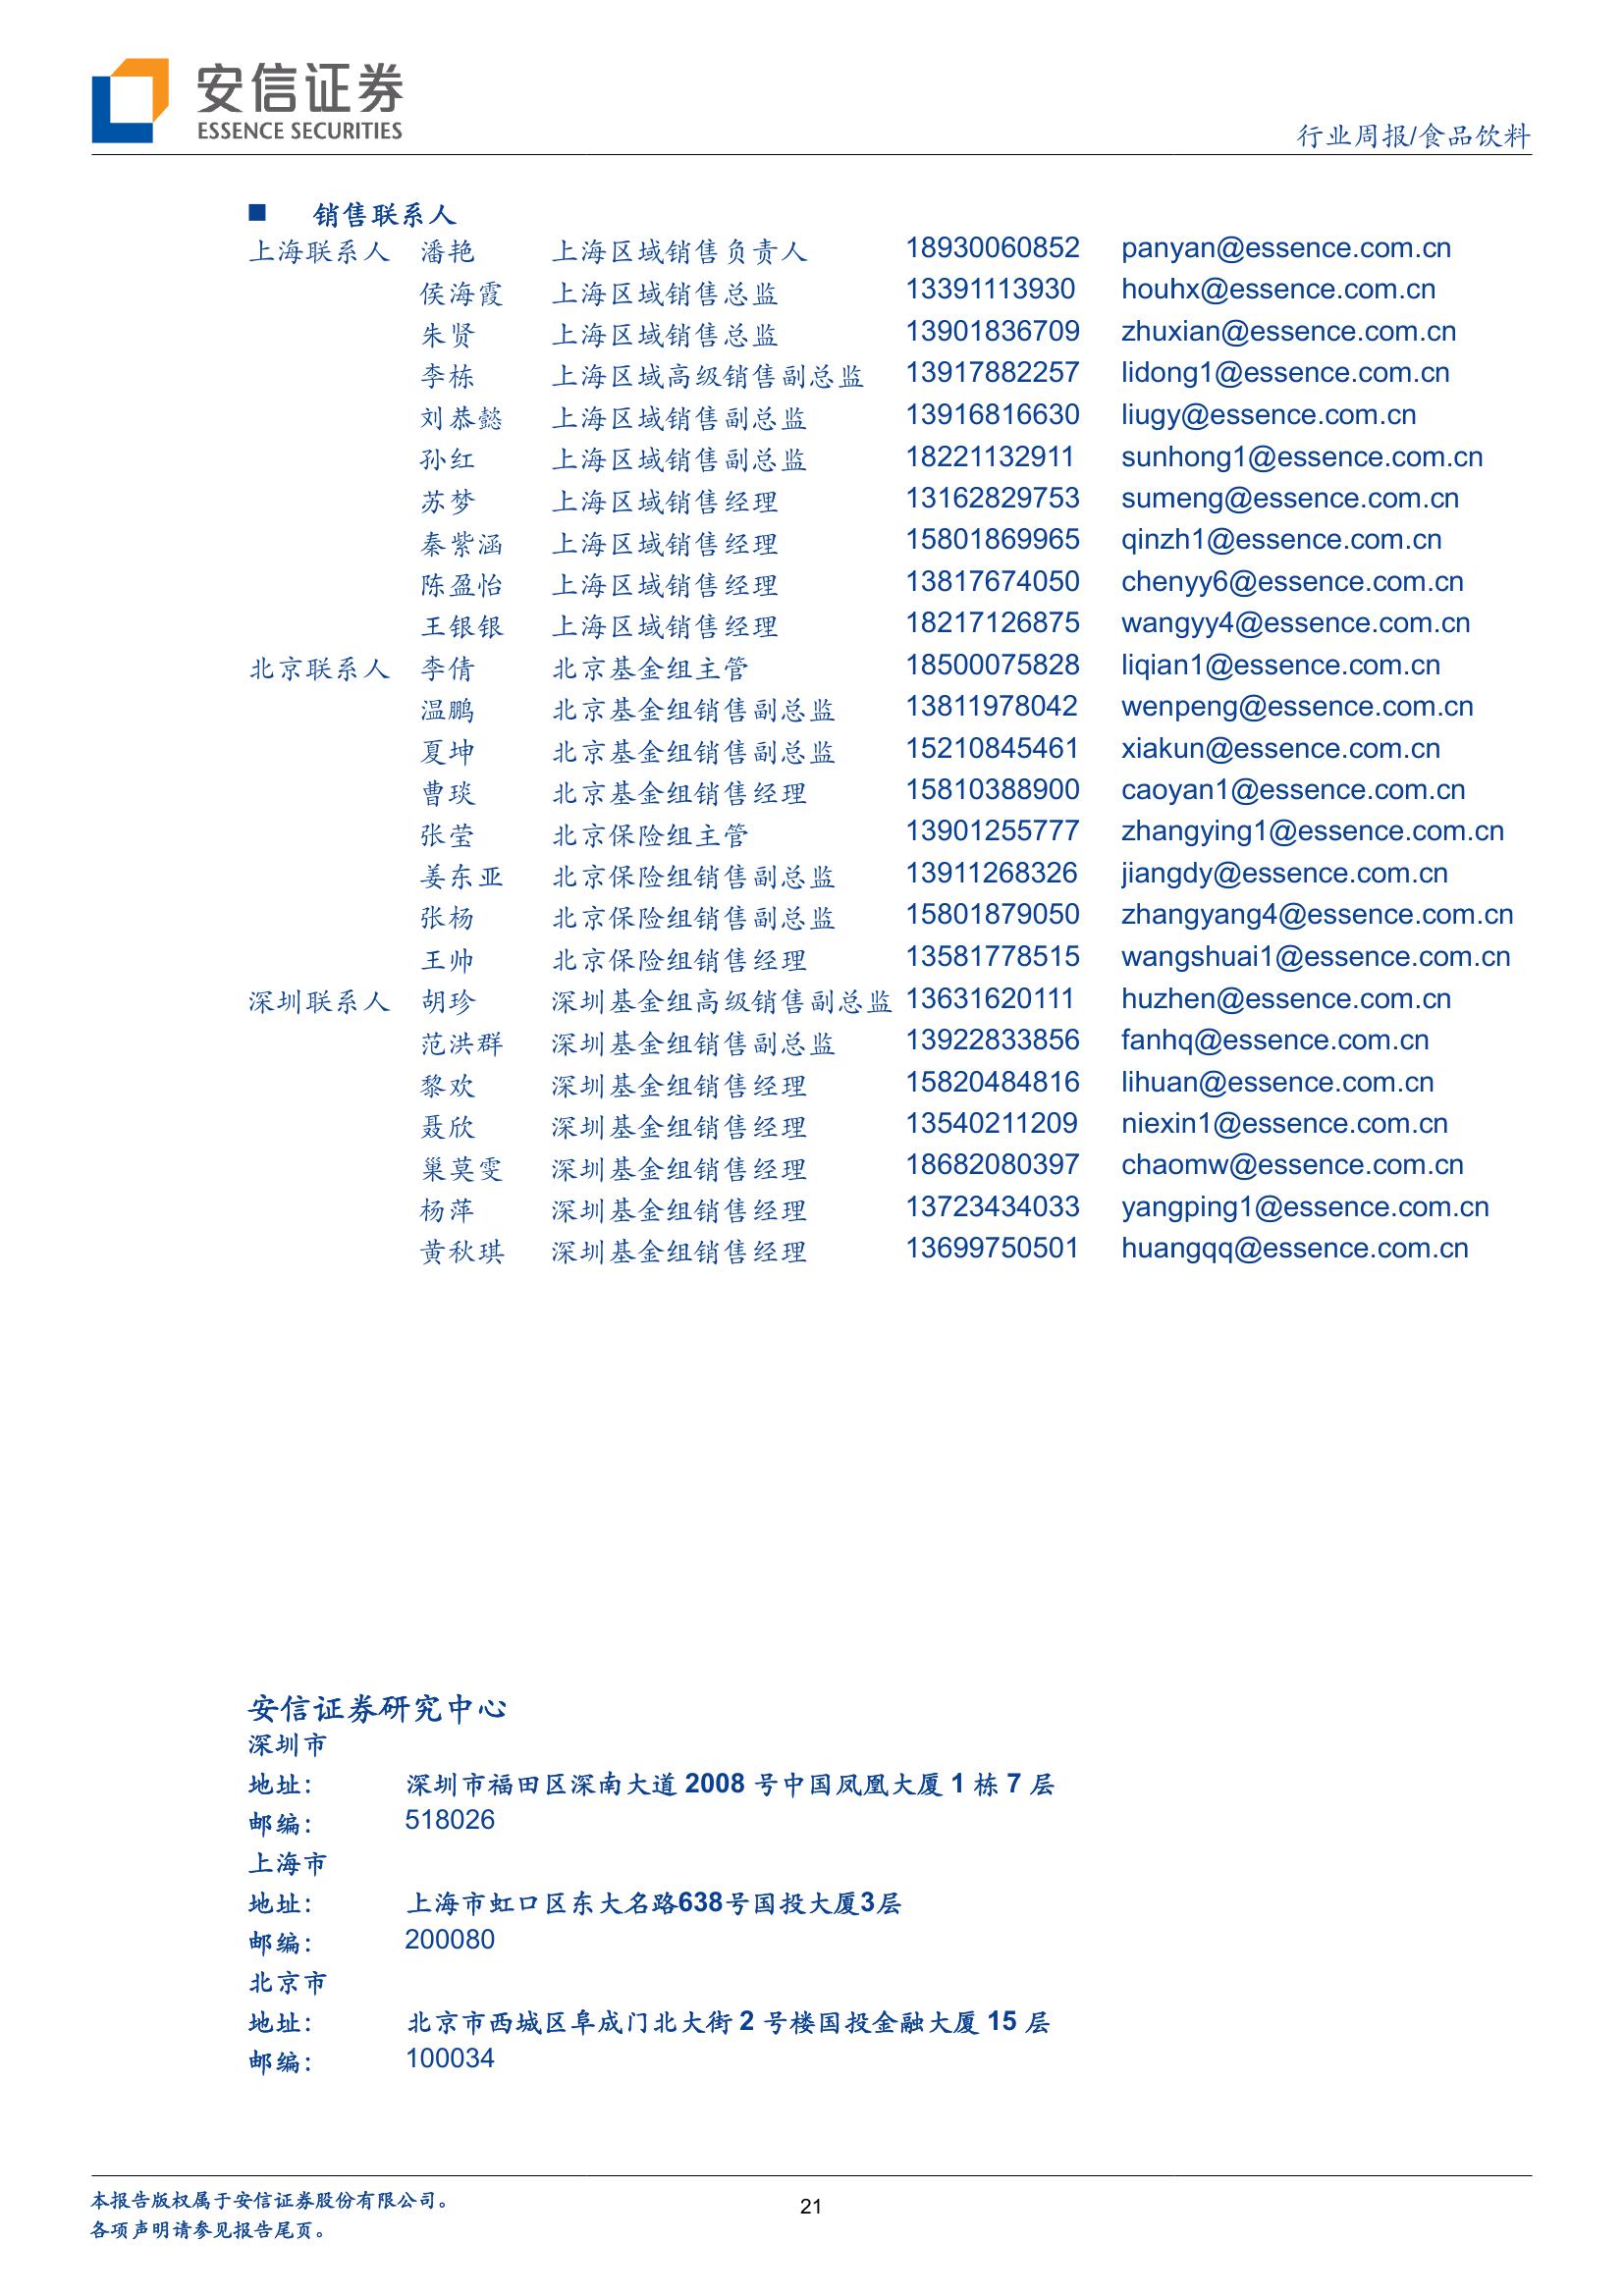 安信证券
ESSENCE SECURITIES
行业周报/食品饮料
■ 销售联系人
上海联系人 潘艳 上海区域销售负责人 18930060852 panyan@essence.com.cn
侯海霞 上海区域销售总监 13391113930 houhx@essence.com.cn
朱贤 上海区域销售总监 13901836709 zhuxian@essence.com.cn
李栋 上海区域高级销售副总监 13917882257 lidong1@essence.com.cn
刘恭懿 上海区域销售副总监 13916816630 liugy@essence.com.cn
孙红 上海区域销售副总监 18221132911 sunhong1@essence.com.cn
苏梦 上海区域销售经理 13162829753 sumeng@essence.com.cn
秦紫涵 上海区域销售经理 15801869965 qinzh1@essence.com.cn
陈盈怡 上海区域销售经理 13817674050 chenyy6@essence.com.cn
王银银 上海区域销售经理 18217126875 wangyy4@essence.com.cn
北京联系人 李倩 北京基金组主管 18500075828 liqian1@essence.com.cn
温鹏 北京基金组销售副总监 13811978042 wenpeng@essence.com.cn
夏坤 北京基金组销售副总监 15210845461 xiakun@essence.com.cn
曹琰 北京基金组销售经理 15810388900 caoyan1@essence.com.cn
张莹 北京保险组主管 13901255777 zhangying1@essence.com.cn
姜东亚 北京保险组销售副总监 13911268326 jiangdy@essence.com.cn
张杨 北京保险组销售副总监 15801879050 zhangyang4@essence.com.cn
王帅 北京保险组销售经理 13581778515 wangshuai1@essence.com.cn
深圳联系人 胡珍 深圳基金组高级销售副总监 13631620111 huzhen@essence.com.cn
范洪群 深圳基金组销售副总监 13922833856 fanhq@essence.com.cn
黎欢 深圳基金组销售经理 15820484816 lihuan@essence.com.cn
聂欣 深圳基金组销售经理 13540211209 niexin1@essence.com.cn
巢莫雯 深圳基金组销售经理 18682080397 chaomw@essence.com.cn
杨萍 深圳基金组销售经理 13723434033 yangping1@essence.com.cn
黄秋琪 深圳基金组销售经理 13699750501 huangqq@essence.com.cn
安信证券研究中心
深圳市
地址： 深圳市福田区深南大道 2008 号中国凤凰大厦 1 栋 7 层
邮编： 518026
上海市
地址： 上海市虹口区东大名路638号国投大厦3层
邮编： 200080
北京市
地址： 北京市西城区阜成门北大街 2 号楼国投金融大厦 15 层
邮编： 100034
本报告版权属于安信证券股份有限公司。
21
各项声明请参见报告尾页。